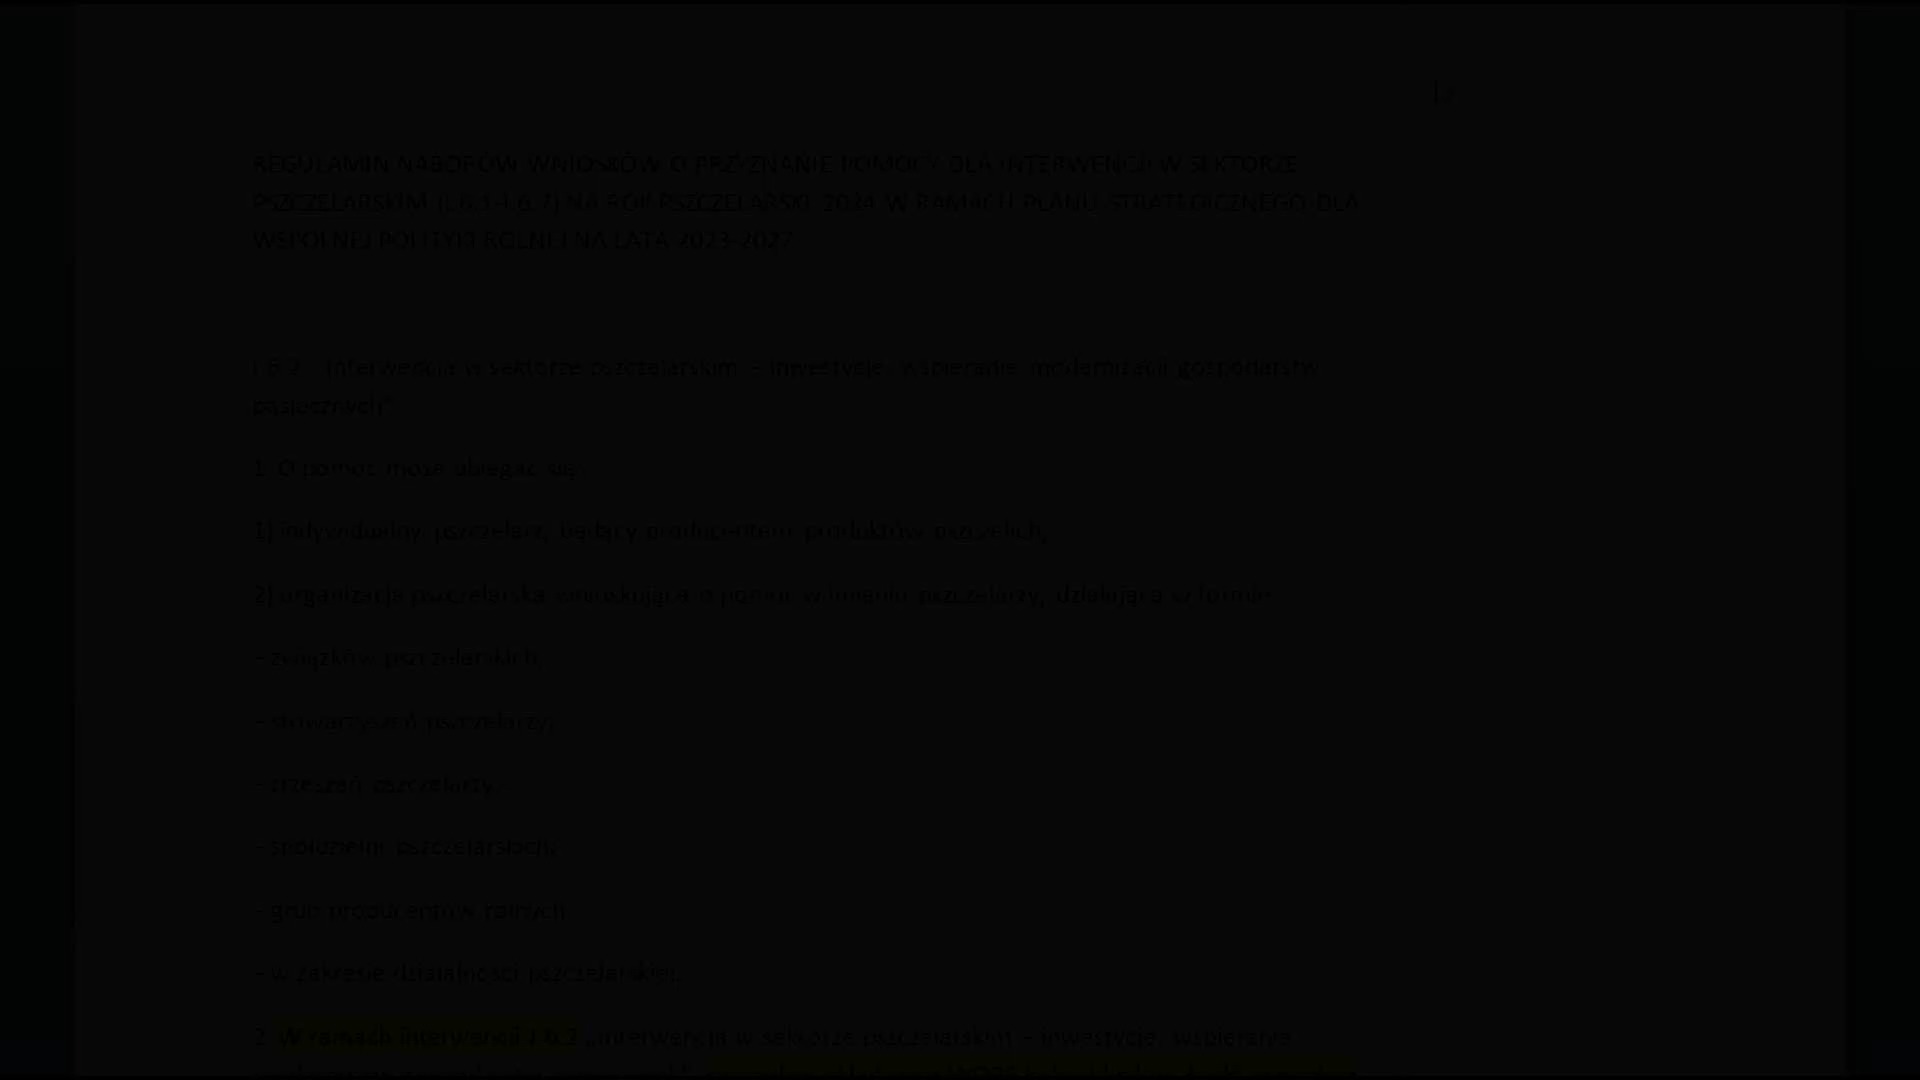 REGULAMIN NABORÓW WNIOSKÓW O PRZYZNANIE POMOCY DLA INTERWENCJI W SEKTORZE
PSZCZELARSKIM (I.6.1-I.6.7) NA ROK PSZCZELARSKI 2024 W RAMACH PLANU STRATEGICZNEGO DLA
WSPÓLNEJ POLITYKI ROLNEJ NA LATA 2023-2027
Interwencja w sektorze pszczelarskim – inwestycje, wspieranie modernizacji gospodarstw
pasiecznych”
1. O pomoc może ubiegać się
1) indywidualny pszczelarz, będący producentem produktów pszczelich;
2) organizacja pszczelarska wnioskująca o pomoc w imieniu pszczelarzy, działająca w formie
- związków pszczelarskich
- stowarzyszeń pszczelarzy,
- zrzeszeń pszczelarzy
- spółdzielni pszczelarskich,
- grup producentów rolnych
- w zakresie działalności pszczelarskiej.
2. W ramach interwencji I.6.2 „Interwencja w sektorze pszczelarskim – inwestycje, wspieranie